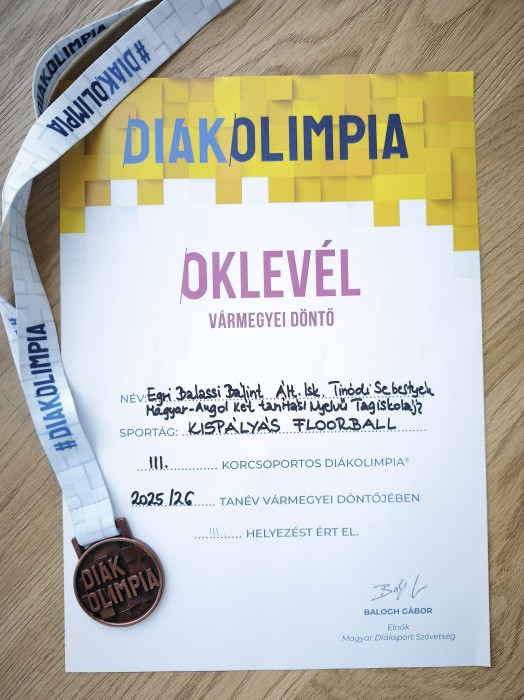 #DIÁKOLIMPIA
#DIÁKOLIMPIA
DIÁKOLIMPIA
DIÁKOLIMPIA
OKLEVÉL
VÁRMEGYEI DÖNTŐ
NÉV: Egri Balassi Bálint Ált. Isk. Tinódi Sebestyén
Magyar-Angol Két tanítási Nyelvű Tagiskolája
SPORTÁG: KISPÁLYÁS FLOORBALL
III. KORCSOPORTOS DIÁKOLIMPIA®
2025/26 TANÉV VÁRMEGYEI DÖNTŐJÉBEN
III HELYEZÉST ÉRT EL.
#DIÁKOLIMPIA
DIÁK
OLIMPIA
BALOGH GÁBOR
Elnök
Magyar Diáksport Szövetség